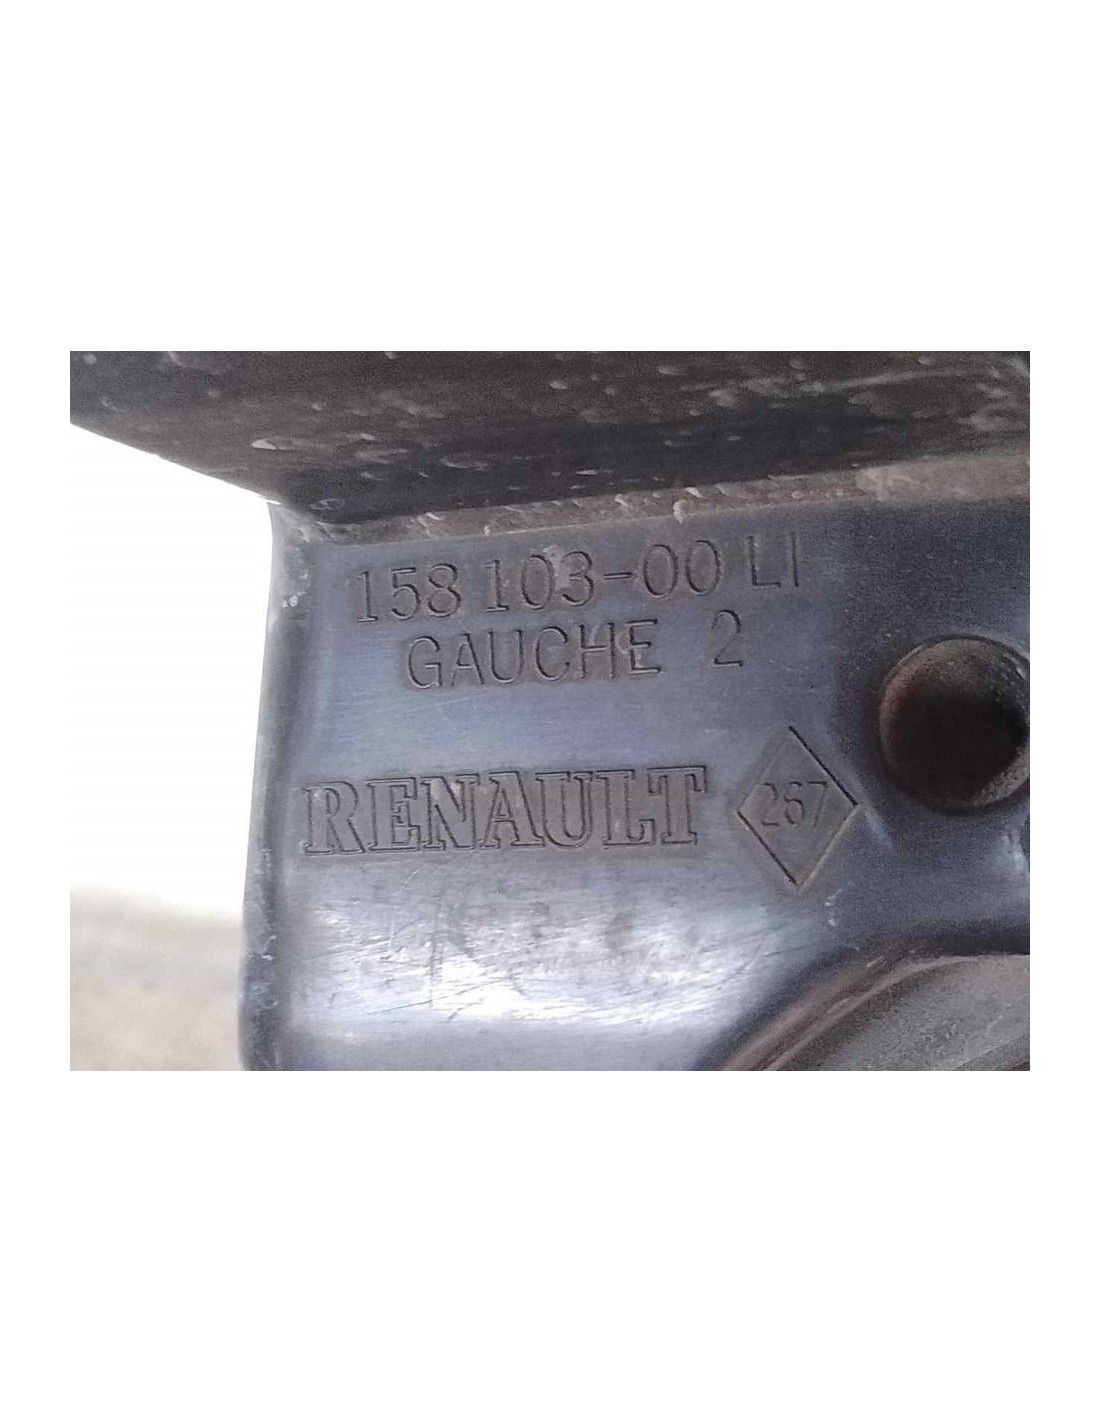 158 103-00 LI
GAUCHE 2
RENAULT 267